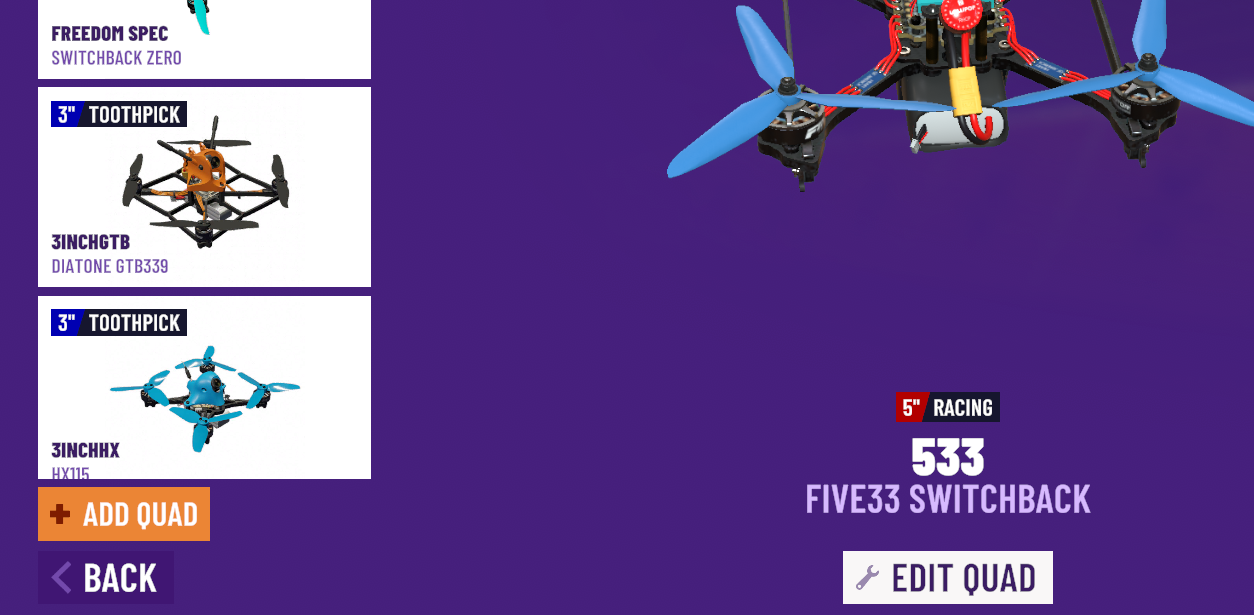 FREEDOM SPEC
SWITCHBACK ZERO
3" TOOTHPICK
3INCHGTB
DIATONE GTB339
3" TOOTHPICK
3INCHHX
HX115
ADD QUAD
BACK
5" RACING
533
FIVE33 SWITCHBACK
EDIT QUAD